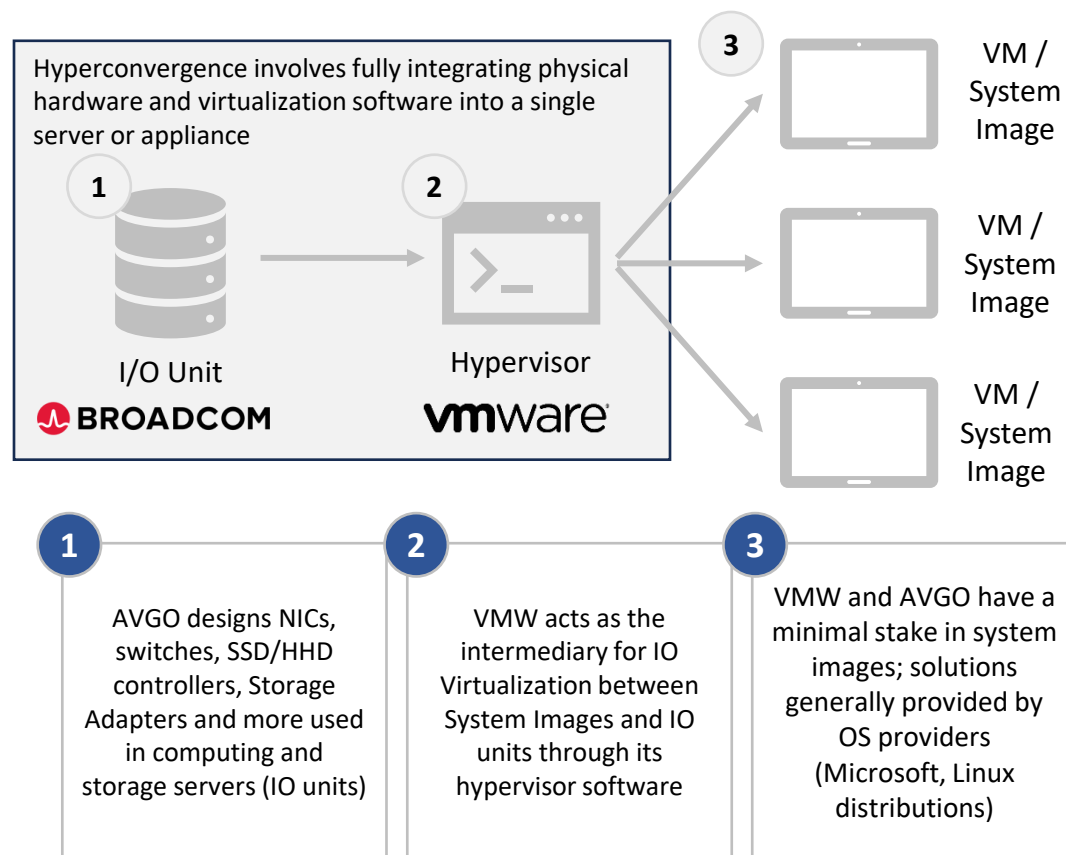 Hyperconvergence involves fully integrating physical
hardware and virtualization software into a single
server or appliance
1
2
3
I/O Unit
BROADCOM
>_
Hypervisor
vmware
VM /
System
Image
VM /
System
Image
VM /
System
Image
1
AVGO designs NICs,
switches, SSD/HHD
controllers, Storage
Adapters and more used
in computing and
storage servers (IO units)
2
VMW acts as the
intermediary for IO
Virtualization between
System Images and IO
units through its
hypervisor software
3
VMW and AVGO have a
minimal stake in system
images; solutions
generally provided by
OS providers
(Microsoft, Linux
distributions)